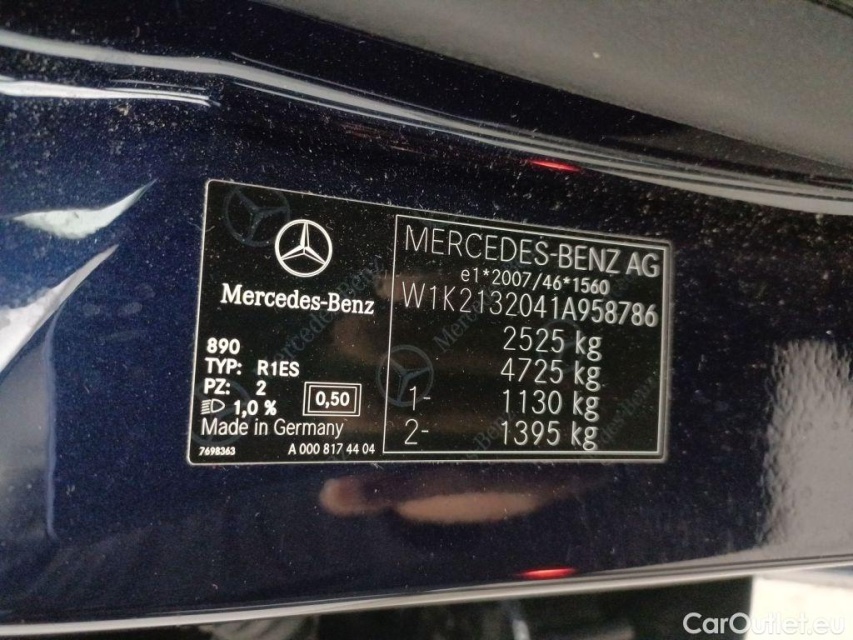 Mercedes-Benz
890
TYP: R1ES
PZ: 2
1,0 %
0,50
Made in Germany
7698363
A 000 817 44 04
MERCEDES-BENZ AG
e1*2007/46*1560
W1K2132041A958786
2525 kg
4725 kg
1- 1130 kg
2- 1395 kg
CarOutlet.eu